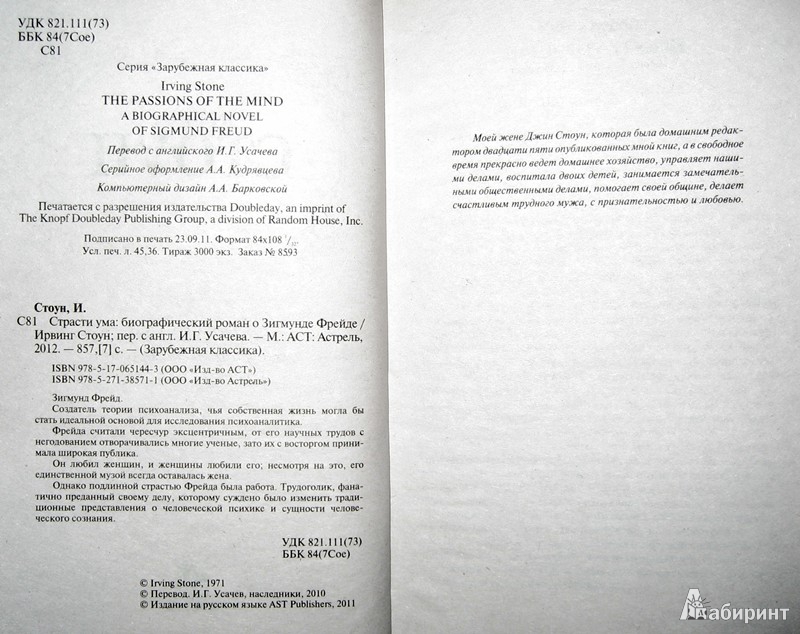 УДК 821.111(73)
ББК 84(7Сое)
С81
Серия «Зарубежная классика»
Irving Stone
THE PASSIONS OF THE MIND
A BIOGRAPHICAL NOVEL
OF SIGMUND FREUD
Перевод с английского И.Г. Усачева
Серийное оформление А.А. Кудрявцева
Компьютерный дизайн А.А. Барковской
Печатается с разрешения издательства Doubleday, an imprint of
The Knopf Doubleday Publishing Group, a division of Random House, Inc.
Подписано в печать 23.09.11. Формат 84х108 1/32.
Усл. печ. л. 45,36. Тираж 3000 экз. Заказ № 8593
Стоун, И.
С81 Страсти ума: биографический роман о Зигмунде Фрейде /
Ирвинг Стоун; пер. с англ. И.Г. Усачева. — М.: АСТ: Астрель,
2012. — 857,[7] с. — (Зарубежная классика).
ISBN 978-5-17-065144-3 (ООО «Изд-во АСТ»)
ISBN 978-5-271-38571-1 (ООО «Изд-во Астрель»)
Зигмунд Фрейд.
Создатель теории психоанализа, чья собственная жизнь могла бы
стать идеальной основой для исследования психоаналитика.
Фрейда считали чересчур эксцентричным, от его научных трудов с
негодованием отворачивались многие ученые, зато их с восторгом прини-
мала широкая публика.
Он любил женщин, и женщины любили его; несмотря на это, его
единственной музой всегда оставалась жена.
Однако подлинной страстью Фрейда была работа. Трудоголик, фана-
тично преданный своему делу, которому суждено было изменить тради-
ционные представления о человеческой психике и сущности человече-
ского сознания.
УДК 821.111(73)
ББК 84(7Сое)
© Irving Stone, 1971
© Перевод. И.Г. Усачев, наследники, 2010
© Издание на русском языке AST Publishers, 2011
Моей жене Джин Стоун, которая была домашним редак-
тором двадцати пяти опубликованных мной книг, а в свободное
время прекрасно ведет домашнее хозяйство, управляет наши-
ми делами, воспитала двоих детей, занимается замечатель-
ными общественными делами, помогает своей общине, делает
счастливым трудного мужа, с признательностью и любовью.
Лабиринт